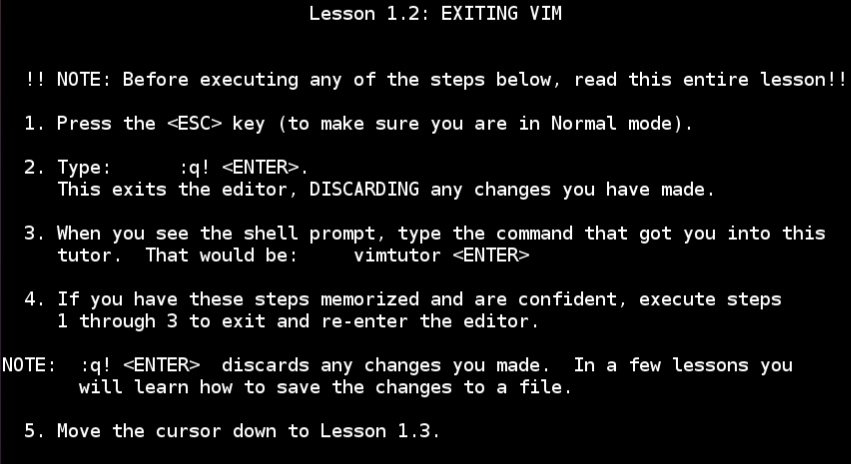 Lesson 1.2: EXITING VIM
!! NOTE: Before executing any of the steps below, read this entire lesson!!
1. Press the <ESC> key (to make sure you are in Normal mode).
2. Type:      :q! <ENTER>.
This exits the editor, DISCARDING any changes you have made.
3. When you see the shell prompt, type the command that got you into this
tutor.  That would be:     vimtutor <ENTER>
4. If you have these steps memorized and are confident, execute steps
1 through 3 to exit and re-enter the editor.
NOTE:  :q! <ENTER>  discards any changes you made.  In a few lessons you
will learn how to save the changes to a file.
5. Move the cursor down to Lesson 1.3.